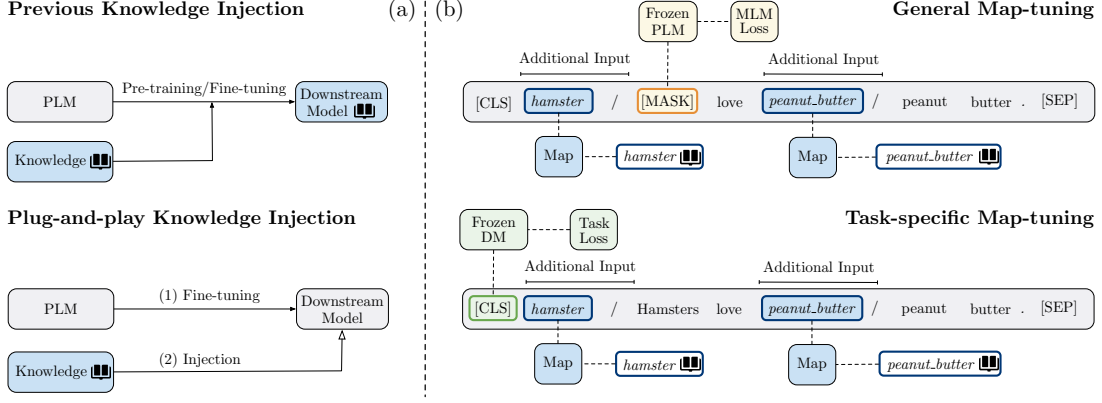 Previous Knowledge Injection
(a)
PLM
Pre-training/Fine-tuning
Downstream
Model
Knowledge
Plug-and-play Knowledge Injection
PLM
(1) Fine-tuning
Downstream
Model
Knowledge
(2) Injection
(b)
General Map-tuning
Frozen
PLM
MLM
Loss
Additional Input
Additional Input
[CLS] hamster / [MASK] love peanut_butter / peanut butter . [SEP]
Map
hamster
Map
peanut_butter
Task-specific Map-tuning
Frozen
DM
Task
Loss
Additional Input
Additional Input
[CLS] hamster / Hamsters love peanut_butter / peanut butter . [SEP]
Map
hamster
Map
peanut_butter